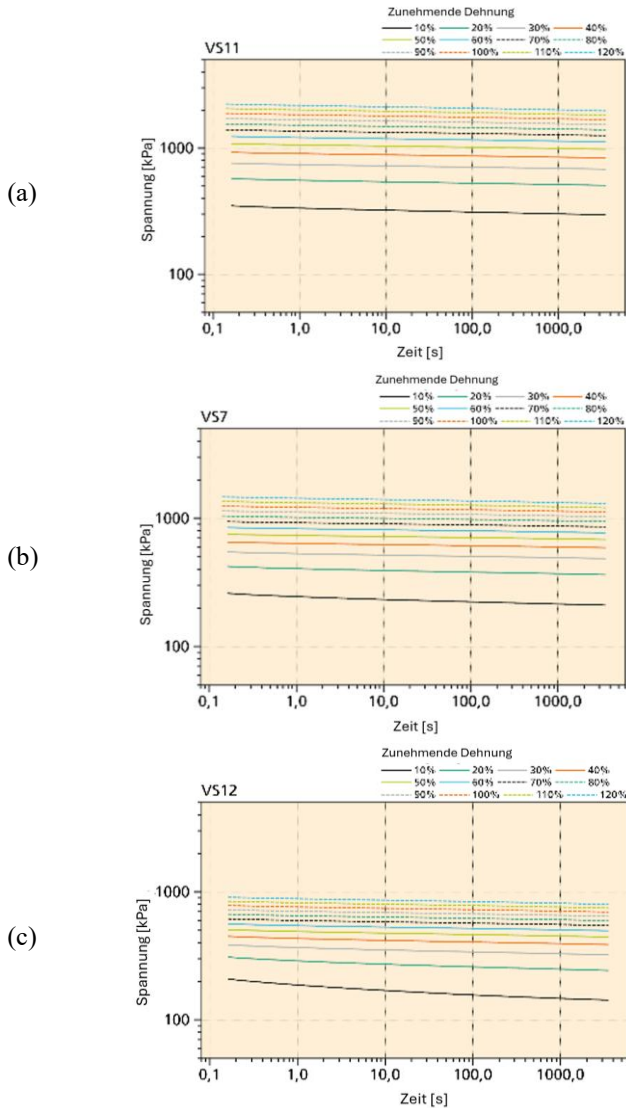 Zunehmende Dehnung
10% 20% 30% 40%
50% 60% 70% 80%
90% 100% 110% 120%
VS11
(a)
Spannung [kPa]
1000
100
0,1 1,0 10,0 100,0 1000,0
Zeit [s]
Zunehmende Dehnung
10% 20% 30% 40%
50% 60% 70% 80%
90% 100% 110% 120%
VS7
(b)
Spannung [kPa]
1000
100
0,1 1,0 10,0 100,0 1000,0
Zeit [s]
Zunehmende Dehnung
10% 20% 30% 40%
50% 60% 70% 80%
90% 100% 110% 120%
VS12
(c)
Spannung [kPa]
1000
100
0,1 1,0 10,0 100,0 1000,0
Zeit [s]